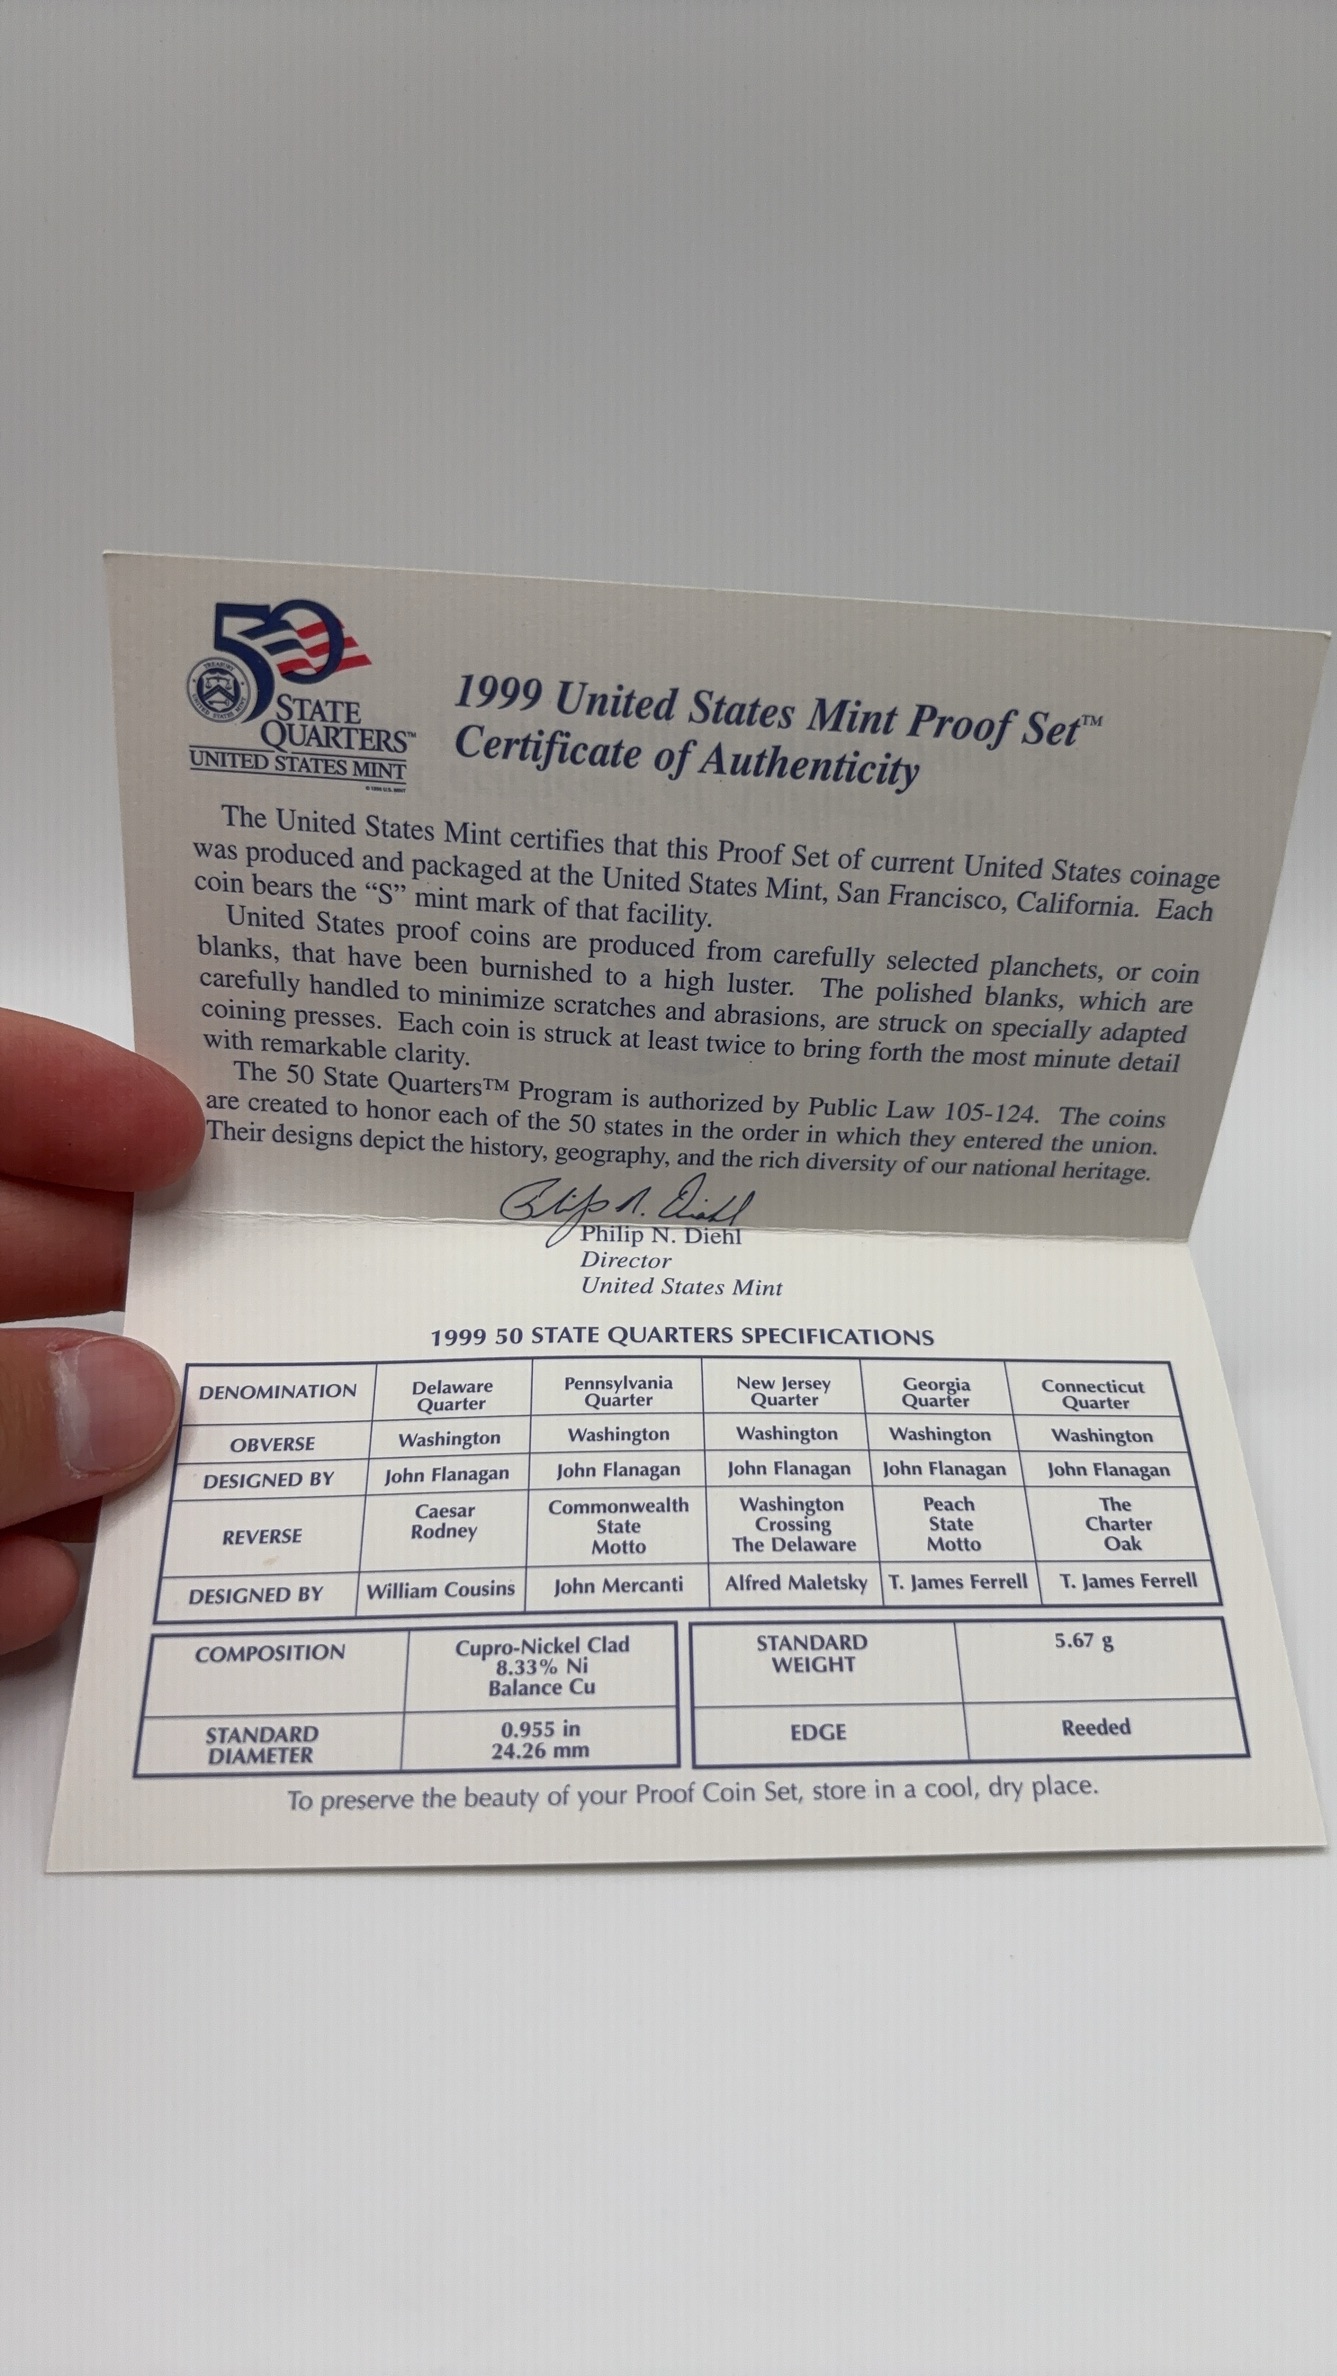 50
STATE
QUARTERS™
UNITED STATES MINT
1999 United States Mint Proof Set™
Certificate of Authenticity
The United States Mint certifies that this Proof Set of current United States coinage
was produced and packaged at the United States Mint, San Francisco, California. Each
coin bears the “S” mint mark of that facility.
United States proof coins are produced from carefully selected planchets, or coin
blanks, that have been burnished to a high luster. The polished blanks, which are
carefully handled to minimize scratches and abrasions, are struck on specially adapted
coining presses. Each coin is struck at least twice to bring forth the most minute detail
with remarkable clarity.
The 50 State Quarters™ Program is authorized by Public Law 105-124. The coins
are created to honor each of the 50 states in the order in which they entered the union.
Their designs depict the history, geography, and the rich diversity of our national heritage.
Philip N. Diehl
Philip N. Diehl
Director
United States Mint
1999 50 STATE QUARTERS SPECIFICATIONS
DENOMINATION Delaware Quarter Pennsylvania Quarter New Jersey Quarter Georgia Quarter Connecticut Quarter
OBVERSE Washington Washington Washington Washington Washington
DESIGNED BY John Flanagan John Flanagan John Flanagan John Flanagan John Flanagan
REVERSE Caesar Rodney Commonwealth State Motto Washington Crossing The Delaware Peach State Motto The Charter Oak
DESIGNED BY William Cousins John Mercanti Alfred Maletsky T. James Ferrell T. James Ferrell
COMPOSITION Cupro-Nickel Clad 8.33% Ni Balance Cu
STANDARD DIAMETER 0.955 in 24.26 mm
STANDARD WEIGHT 5.67 g
EDGE Reeded
To preserve the beauty of your Proof Coin Set, store in a cool, dry place.